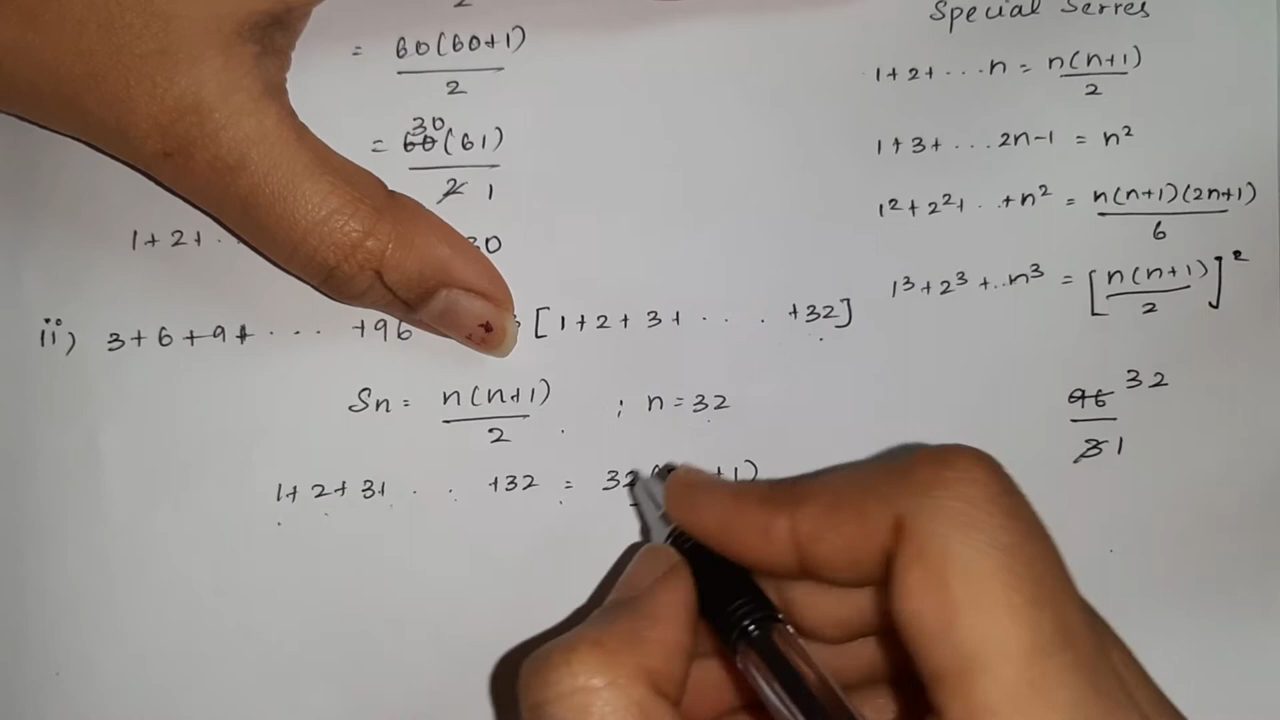 2
= 60(60+1)
2
30
= 60(61)
2 1
1+2+ . 30
ii) 3+6+9+ ... +96 [1+2+3+ .... +32]
Sn = n(n+1) ; n=32
2
1+2+3+ .. +32 = 32( +1)
Special Series
1+2+...n = n(n+1)
2
1+3+...2n-1 = n²
1²+2²+..+n² = n(n+1)(2n+1)
6
1³+2³+..n³ = [n(n+1)]²
2
96 32
3 1